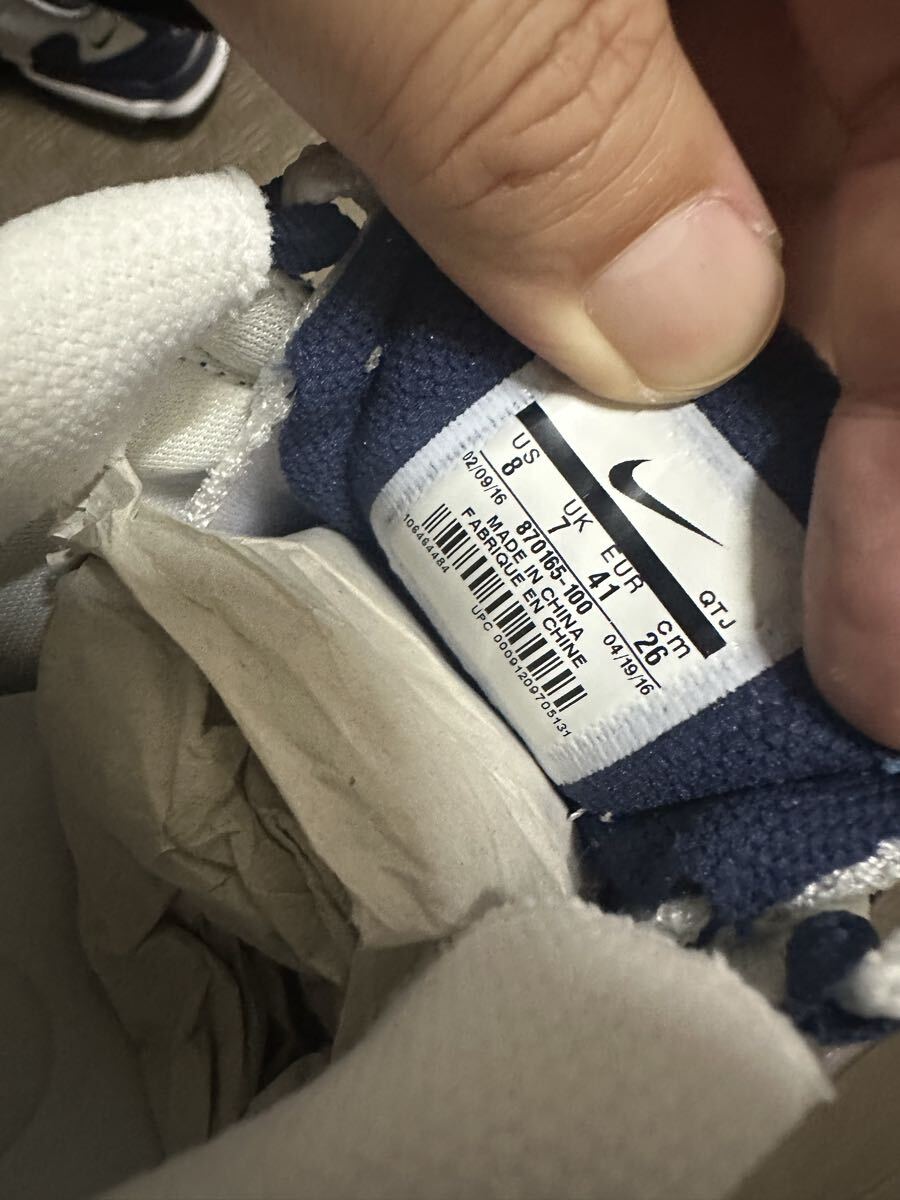 QTJ
US UK EUR cm
8 7 41 26
02/09/16 870165-100 04/19/16
MADE IN CHINA
FABRIQUE EN CHINE
106464484
UPC 00091209705131